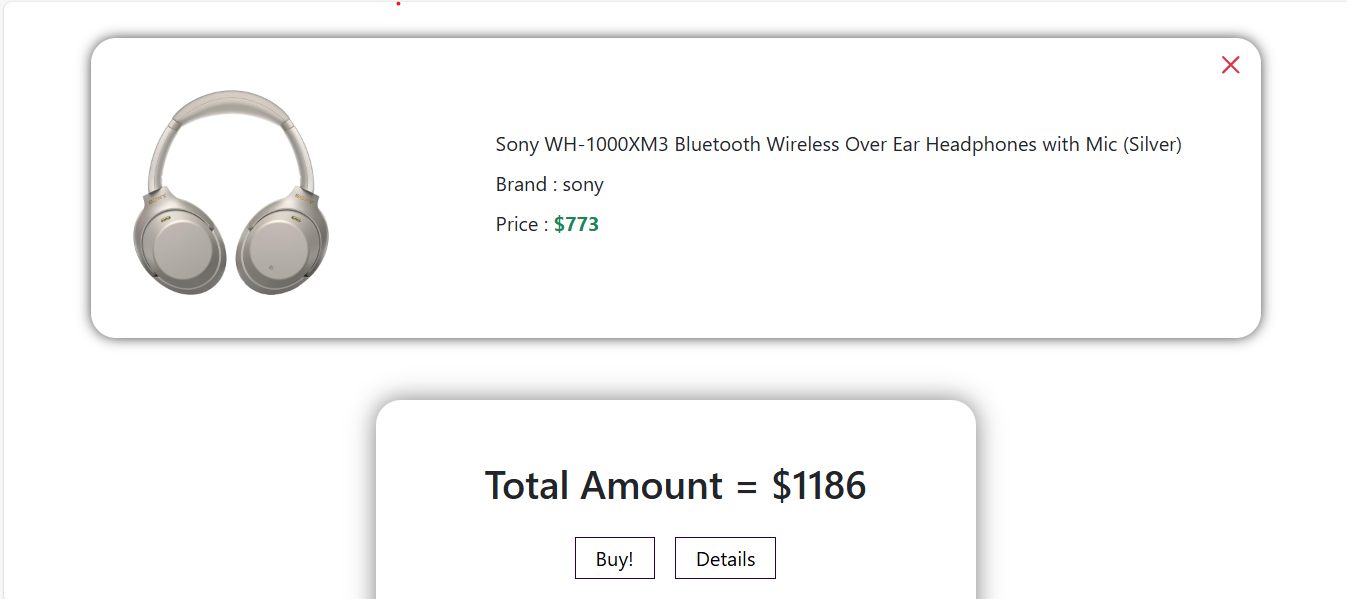 Sony WH-1000XM3 Bluetooth Wireless Over Ear Headphones with Mic (Silver)
Brand : sony
Price : $773
Total Amount = $1186
Buy!
Details